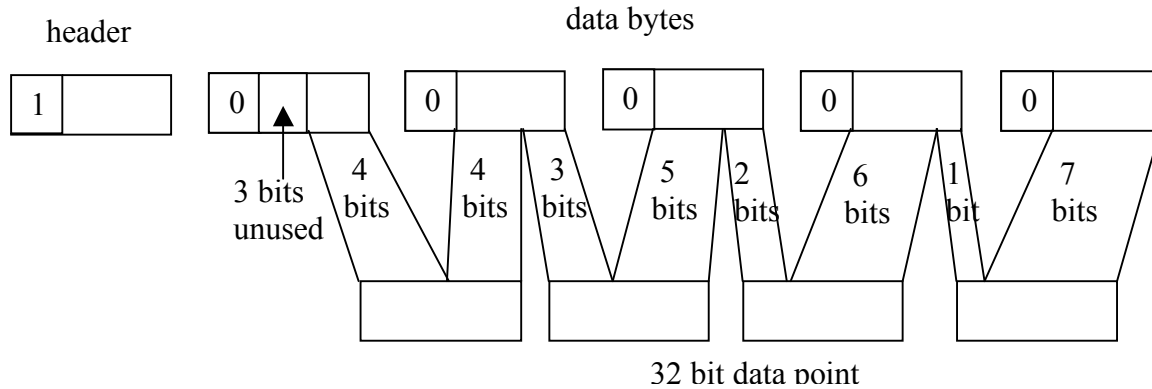 data bytes
header
1
0
0
0
0
0
4
bits
4
bits
3
bits
5
bits
2
bits
6
bits
1
bit
7
bits
3 bits
unused
32 bit data point